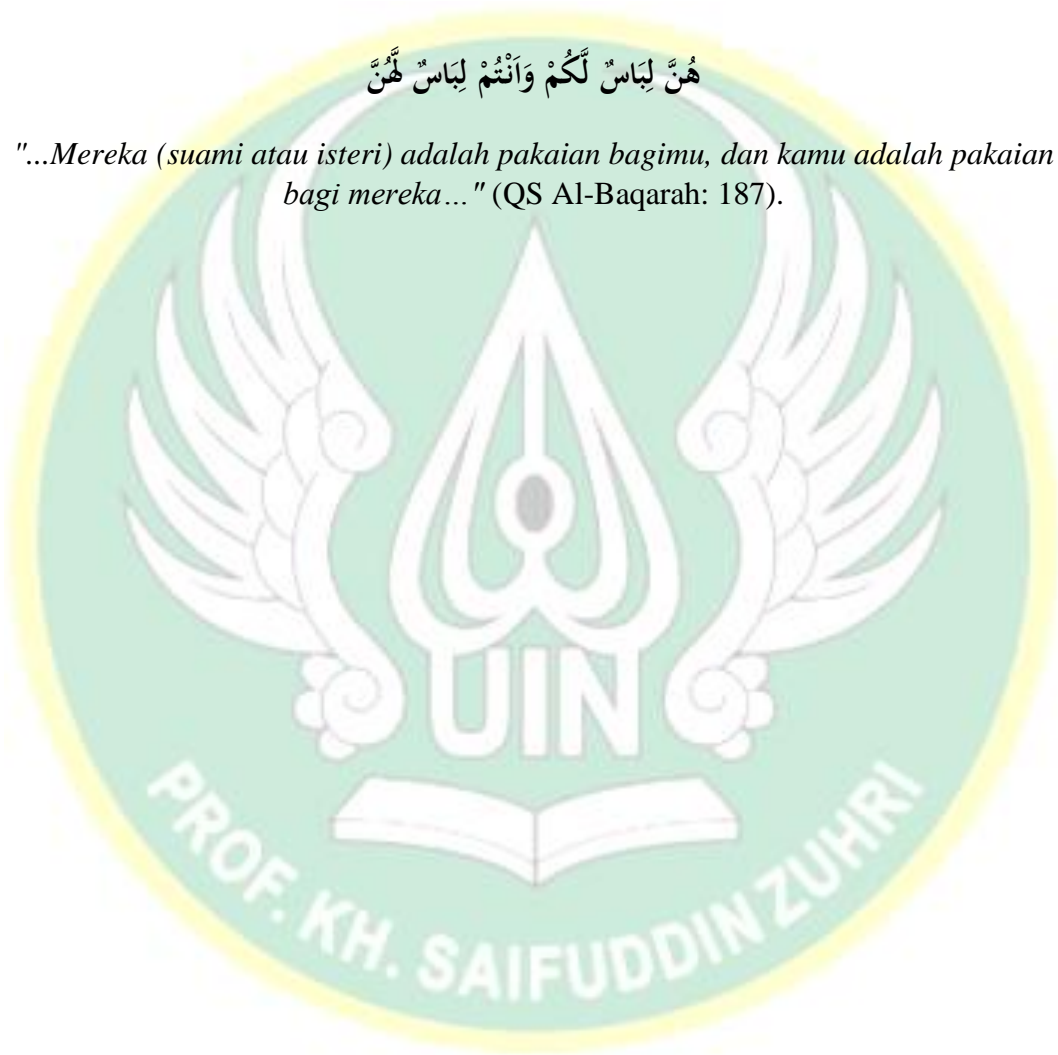 هُنَّ لِبَاسٌ لَّكُمْ وَاَنْتُمْ لِبَاسٌ لَّهُنَّ
"...Mereka (suami atau isteri) adalah pakaian bagimu, dan kamu adalah pakaian
bagi mereka..." (QS Al-Baqarah: 187).
UIN
PROF. KH. SAIFUDDIN ZUHRI